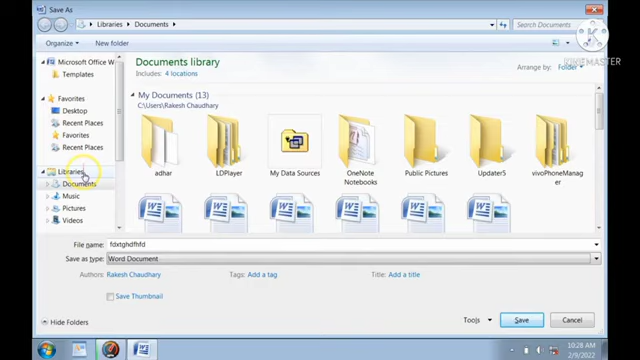 Save As
Libraries ▸ Documents ▸
Search Documents
Organize
New folder
KINEMASTER
Microsoft Office W
Templates
Favorites
Desktop
Recent Places
Favorites
Recent Places
Libraries
Documents
Music
Pictures
Videos
Documents library
Includes: 4 locations
Arrange by: Folder
My Documents (13)
C:\Users\Rakesh Chaudhary
adhar
LDPlayer
My Data Sources
OneNote
Notebooks
Public Pictures
Updater5
vivoPhoneManag
er
File name: fdxtghdfhfd
Save as type: Word Document
Authors: Rakesh Chaudhary
Tags: Add a tag
Title: Add a title
Save Thumbnail
Hide Folders
Tools
Save
Cancel
10:28 AM
2/9/2022